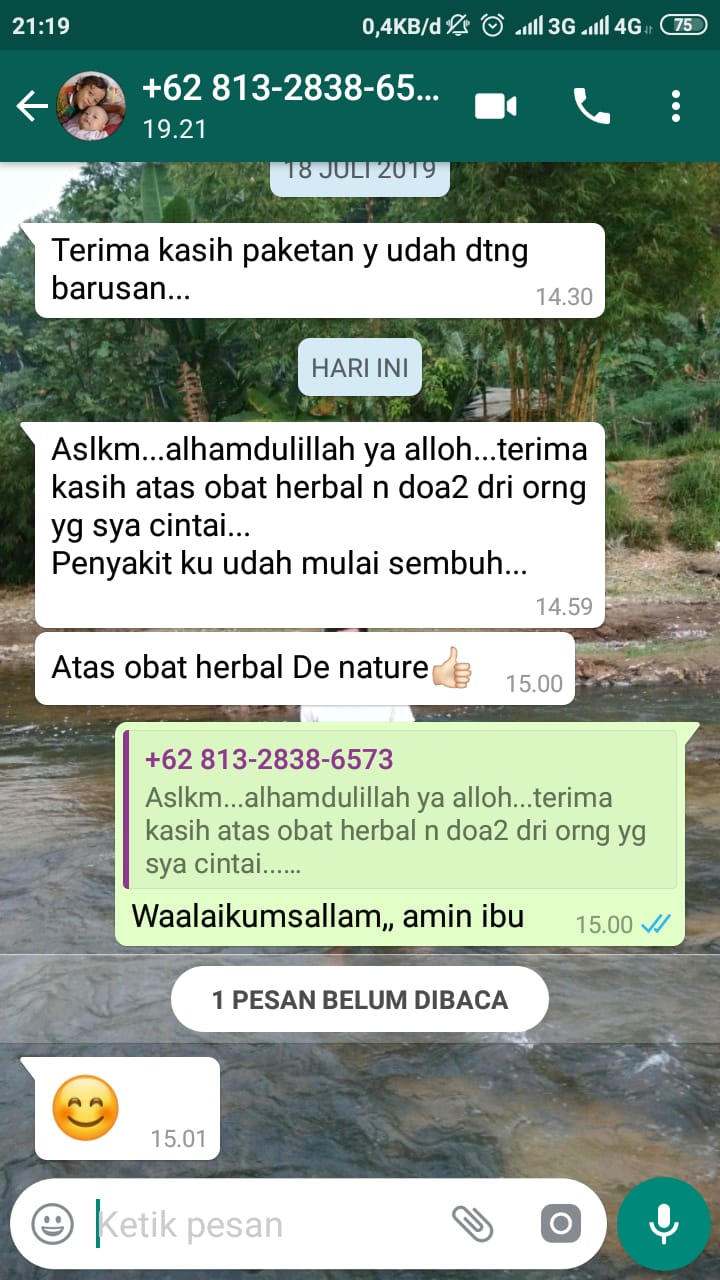 21:19 0,4KB/d 3G 4G 75
+62 813-2838-65...
19.21
18 JULI 2019
Terima kasih paketan y udah dtng
barusan...
14.30
HARI INI
Aslkm...alhamdulillah ya alloh...terima
kasih atas obat herbal n doa2 dri orng
yg sya cintai...
Penyakit ku udah mulai sembuh...
14.59
Atas obat herbal De nature👍🏻 15.00
+62 813-2838-6573
Aslkm...alhamdulillah ya alloh...terima
kasih atas obat herbal n doa2 dri orng yg
sya cintai......
Waalaikumsallam,, amin ibu 15.00
1 PESAN BELUM DIBACA
😊 15.01
Ketik pesan